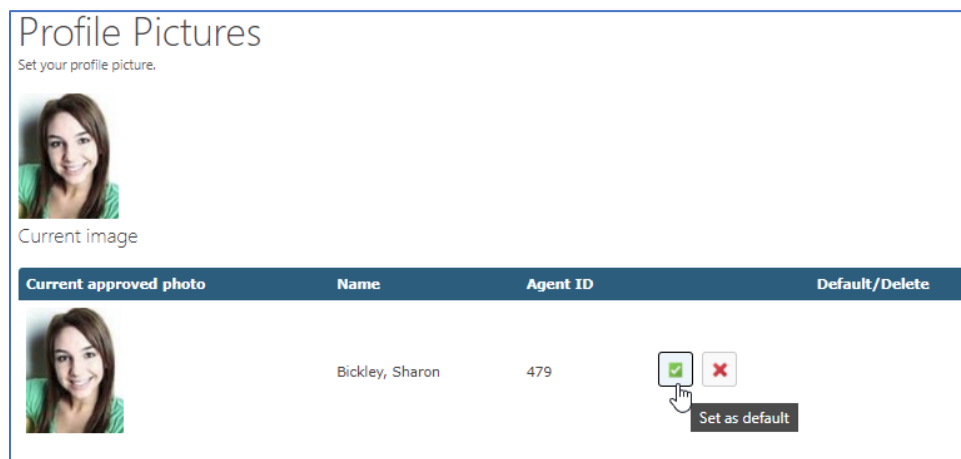 Profile Pictures
Set your profile picture.
Current image
Current approved photo Name Agent ID Default/Delete
Bickley, Sharon 479
Set as default